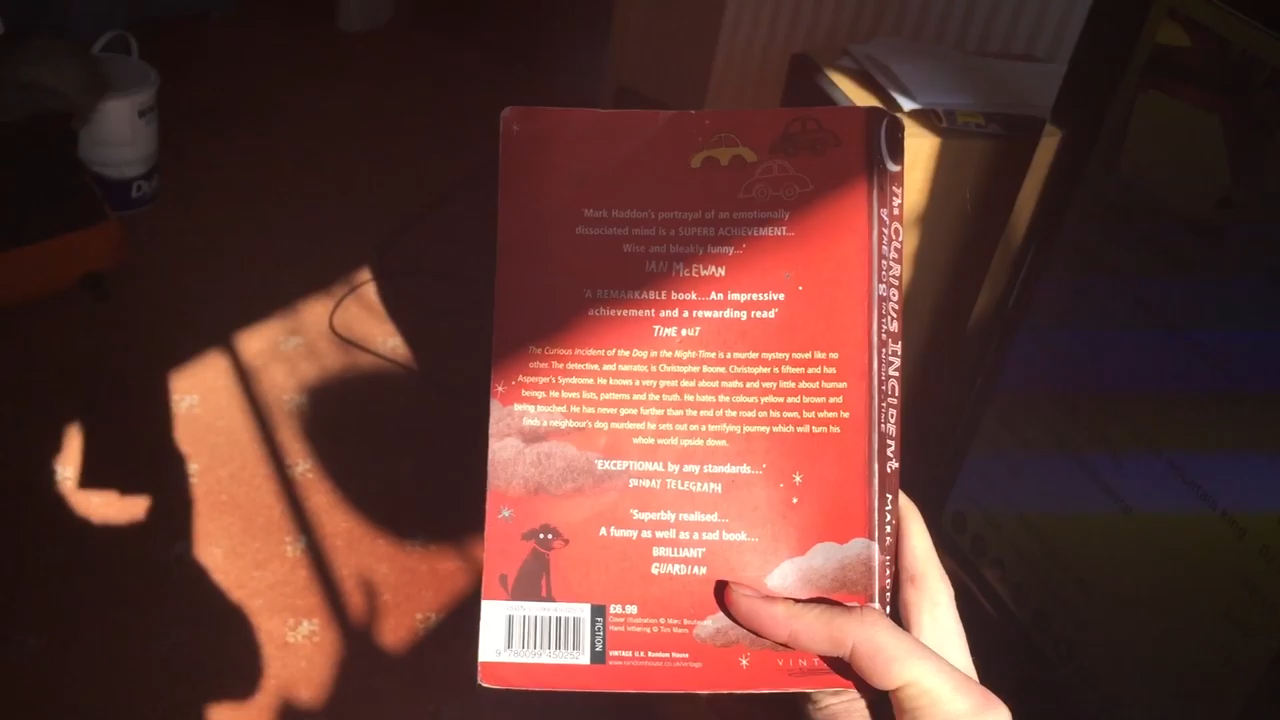 'Mark Haddon's portrayal of an emotionally
dissociated mind is a SUPERB ACHIEVEMENT...
Wise and bleakly funny...'
IAN McEWAN
'A REMARKABLE book...An impressive
achievement and a rewarding read'
TIME OUT
The Curious Incident of the Dog in the Night-Time is a murder mystery novel like no
other. The detective, and narrator, is Christopher Boone. Christopher is fifteen and has
Asperger's Syndrome. He knows a very great deal about maths and very little about human
beings. He loves lists, patterns and the truth. He hates the colours yellow and brown and
being touched. He has never gone further than the end of the road on his own, but when he
finds a neighbour's dog murdered he sets out on a terrifying journey which will turn his
whole world upside down.
'EXCEPTIONAL by any standards...'
SUNDAY TELEGRAPH
'Superbly realised...
A funny as well as a sad book...
BRILLIANT'
GUARDIAN
£6.99
Cover illustration © Marc Boutavant
Hand lettering © Tim Mann
VINTAGE U.K. Random House
www.randomhouse.co.uk/vintage
FICTION
9 780099 450252
VINT
The CURIOUS INCIDENT
of THE DOG IN THE NIGHT-TIME
MARK HADD
Du